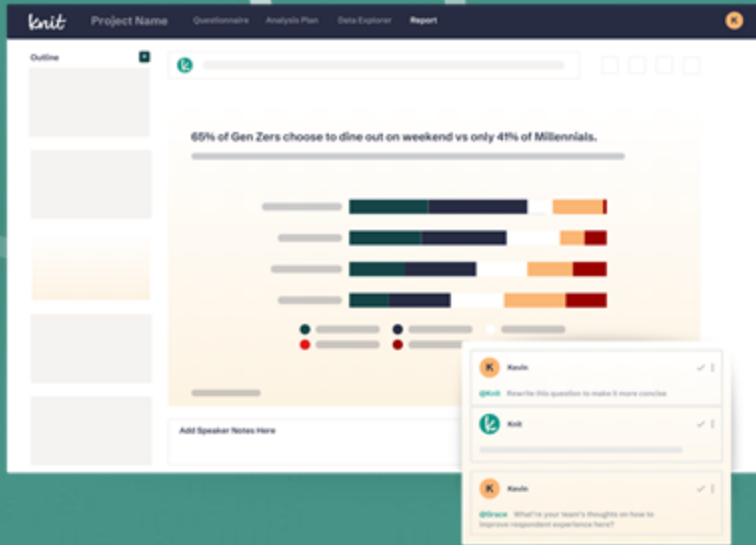 knit Project Name Questionnaire Analysis Plan Data Explorer Report K
Outline
65% of Gen Zers choose to dine out on weekend vs only 41% of Millennials.
Add Speaker Notes Here
K Kevin
@Knit Rewrite this question to make it more concise
Knit
K Kevin
@Grace What're your team's thoughts on how to
improve respondent experience here?